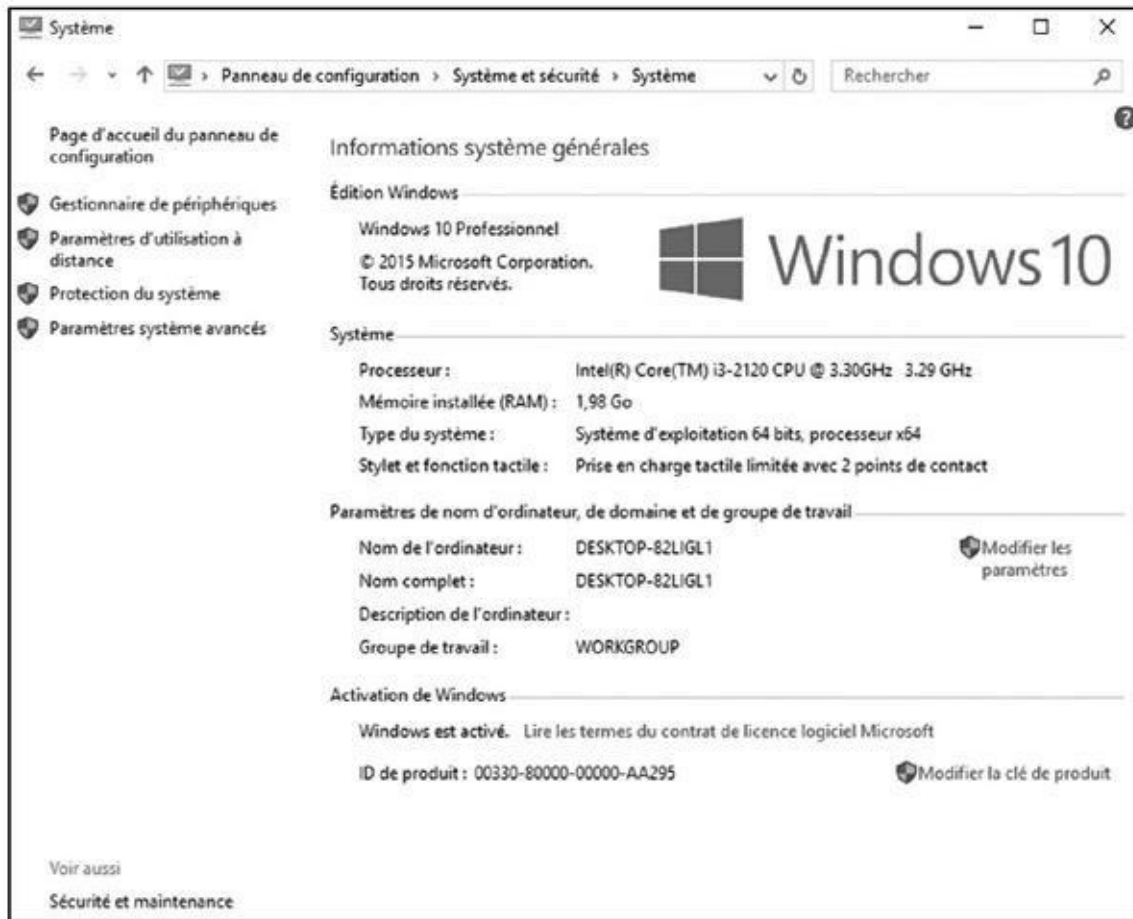 Système
Panneau de configuration › Système et sécurité › Système
Rechercher
Page d'accueil du panneau de
configuration
Gestionnaire de périphériques
Paramètres d'utilisation à
distance
Protection du système
Paramètres système avancés
Informations système générales
Édition Windows
Windows 10 Professionnel
© 2015 Microsoft Corporation.
Tous droits réservés.
Windows 10
Système
Processeur : Intel(R) Core(TM) i3-2120 CPU @ 3.30GHz 3.29 GHz
Mémoire installée (RAM) : 1,98 Go
Type du système : Système d'exploitation 64 bits, processeur x64
Stylet et fonction tactile : Prise en charge tactile limitée avec 2 points de contact
Paramètres de nom d'ordinateur, de domaine et de groupe de travail
Nom de l'ordinateur : DESKTOP-82LIGL1
Modifier les
paramètres
Nom complet : DESKTOP-82LIGL1
Description de l'ordinateur :
Groupe de travail : WORKGROUP
Activation de Windows
Windows est activé. Lire les termes du contrat de licence logiciel Microsoft
ID de produit : 00330-80000-00000-AA295
Modifier la clé de produit
Voir aussi
Sécurité et maintenance